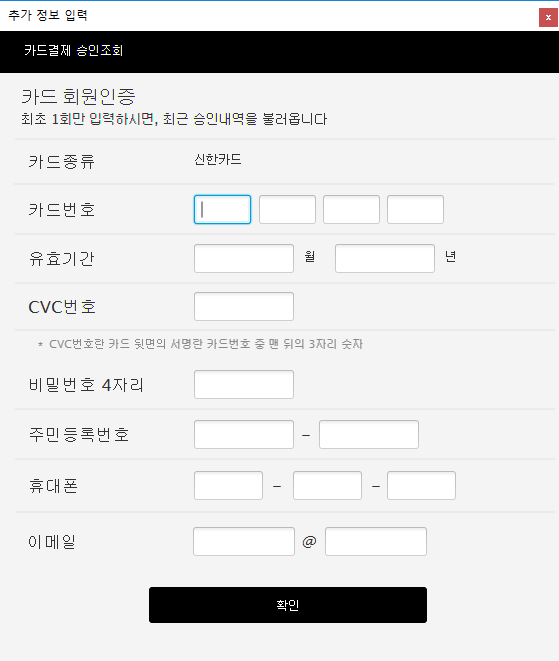 추가 정보 입력
x
카드결제 승인조회
카드 회원인증
최초 1회만 입력하시면, 최근 승인내역을 불러옵니다
카드종류 신한카드
카드번호
유효기간 월 년
CVC번호
* CVC번호란 카드 뒷면의 서명란 카드번호 중 맨 뒤의 3자리 숫자
비밀번호 4자리
주민등록번호 –
휴대폰 – –
이메일 @
확인